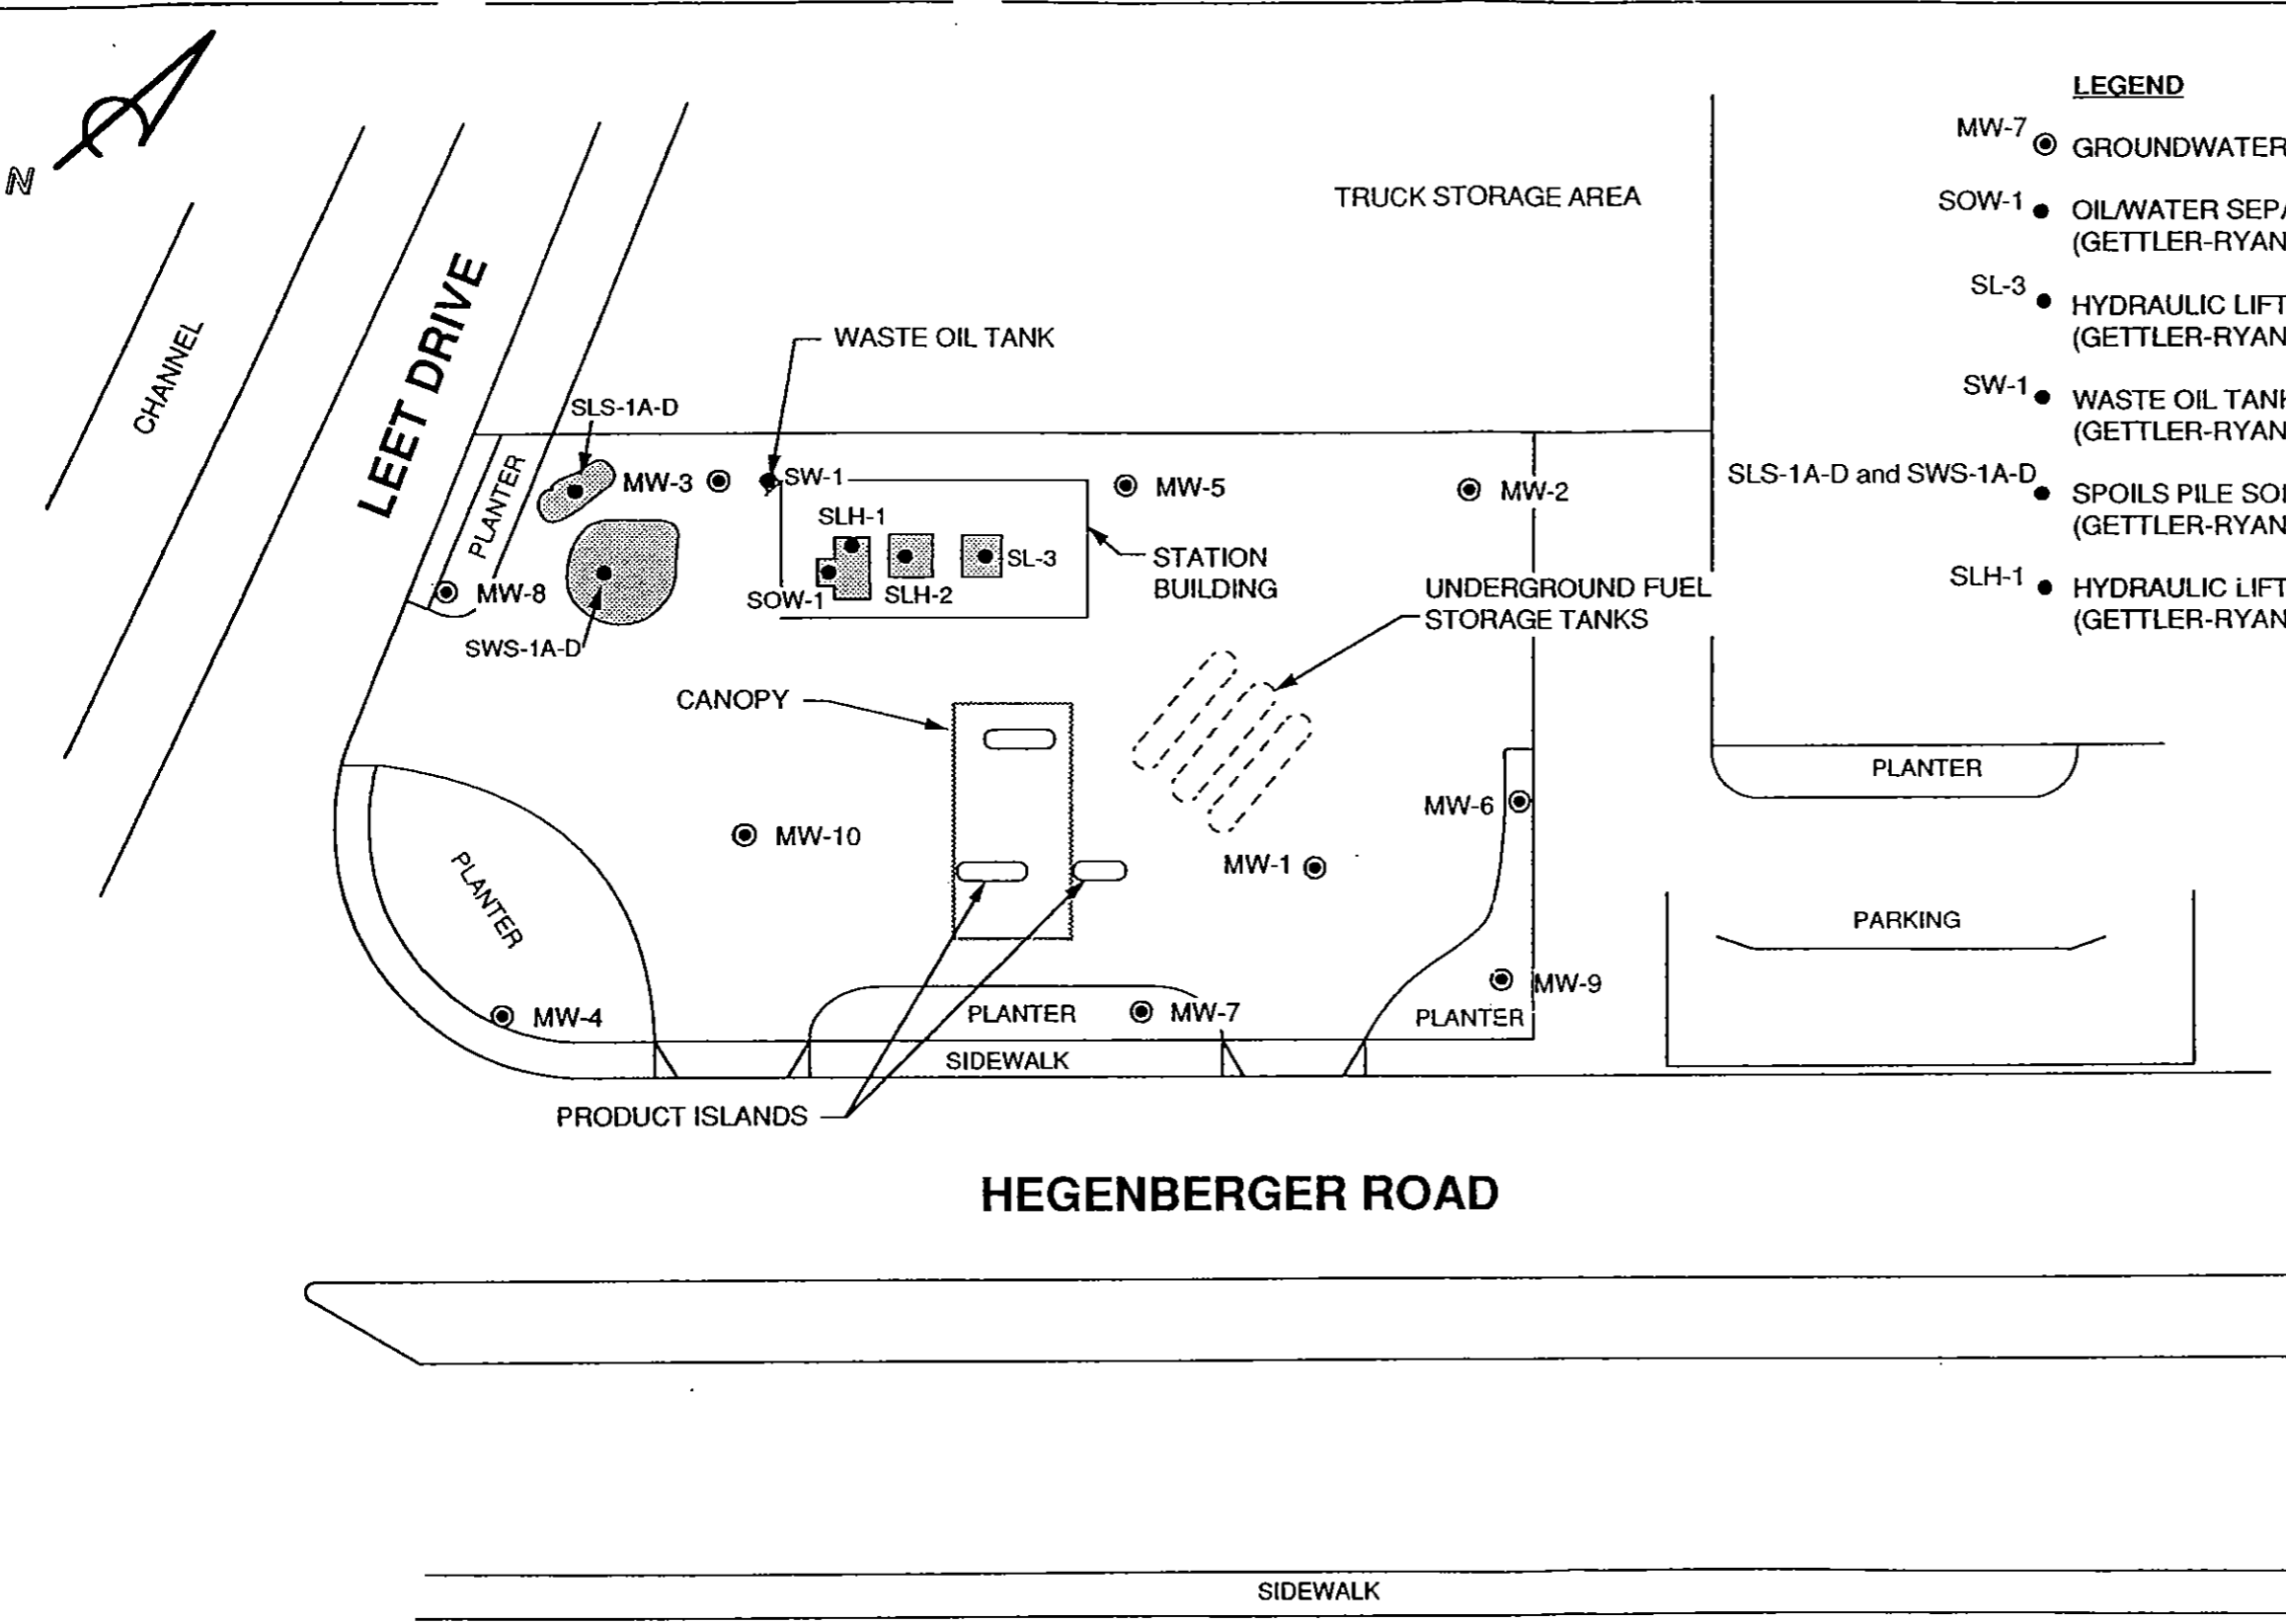 N
CHANNEL
LEET DRIVE
TRUCK STORAGE AREA
WASTE OIL TANK
SLS-1A-D
PLANTER
MW-3
SW-1
MW-5
MW-2
SLH-1
SL-3
STATION
BUILDING
MW-8
SOW-1
SLH-2
UNDERGROUND FUEL
STORAGE TANKS
SWS-1A-D
CANOPY
PLANTER
MW-6
MW-10
MW-1
PLANTER
PARKING
MW-9
MW-4
PLANTER
MW-7
PLANTER
SIDEWALK
PRODUCT ISLANDS
HEGENBERGER ROAD
SIDEWALK
LEGEND
MW-7
GROUNDWATER
SOW-1
OIL/WATER SEPA
(GETTLER-RYAN
SL-3
HYDRAULIC LIFT
(GETTLER-RYAN
SW-1
WASTE OIL TANK
(GETTLER-RYAN
SLS-1A-D and SWS-1A-D
SPOILS PILE SOI
(GETTLER-RYAN
SLH-1
HYDRAULIC LIFT
(GETTLER-RYAN